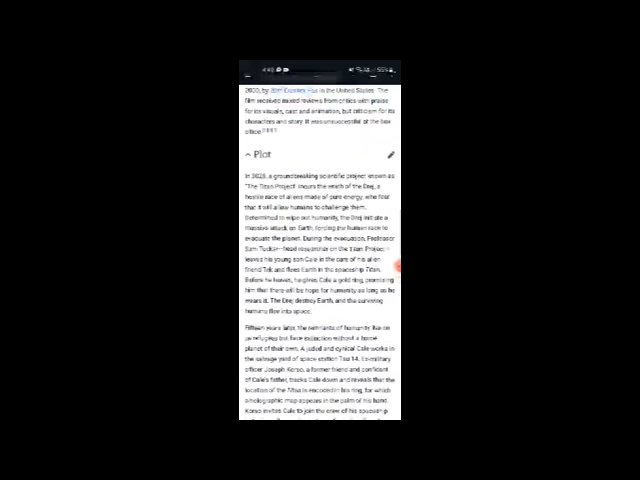 4:40
55%
2000, by 20th Century Fox in the United States. The
film received mixed reviews from critics with praise
for its visuals, cast and animation, but criticism for its
characters and story. It was unsuccessful at the box
office.
Plot
In 2028, a groundbreaking scientific project known as
"The Titan Project" incurs the wrath of the Drej, a
hostile race of aliens made of pure energy, who fear
that it will allow humans to challenge them.
Determined to wipe out humanity, the Drej initiate a
massive attack on Earth, forcing the human race to
evacuate the planet. During the evacuation, Professor
Sam Tucker—head researcher on the Titan Project—
leaves his young son Cale in the care of his alien
friend Tek and flees Earth in the spaceship Titan.
Before he leaves, he gives Cale a gold ring, promising
him that there will be hope for humanity as long as he
wears it. The Drej destroy Earth, and the surviving
humans flee into space.
Fifteen years later, the remnants of humanity live on
as refugees but face extinction without a home
planet of their own. A jaded and cynical Cale works in
the salvage yard of space station Tau 14. Ex-military
officer Joseph Korso, a former friend and confidant
of Cale's father, tracks Cale down and reveals that the
location of the Titan is encoded in his ring, for which
a holographic map appears in the palm of his hand.
Korso invites Cale to join the crew of his spaceship